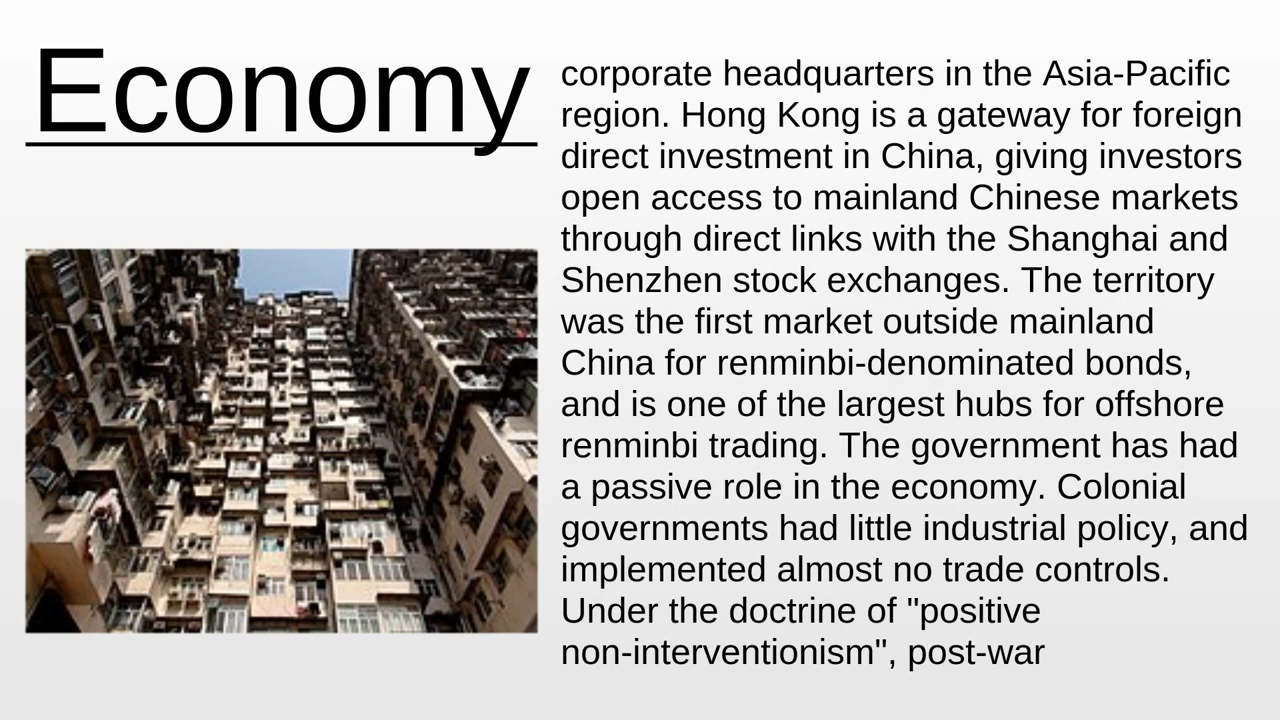 Economy
corporate headquarters in the Asia-Pacific
region. Hong Kong is a gateway for foreign
direct investment in China, giving investors
open access to mainland Chinese markets
through direct links with the Shanghai and
Shenzhen stock exchanges. The territory
was the first market outside mainland
China for renminbi-denominated bonds,
and is one of the largest hubs for offshore
renminbi trading. The government has had
a passive role in the economy. Colonial
governments had little industrial policy, and
implemented almost no trade controls.
Under the doctrine of "positive
non-interventionism", post-war